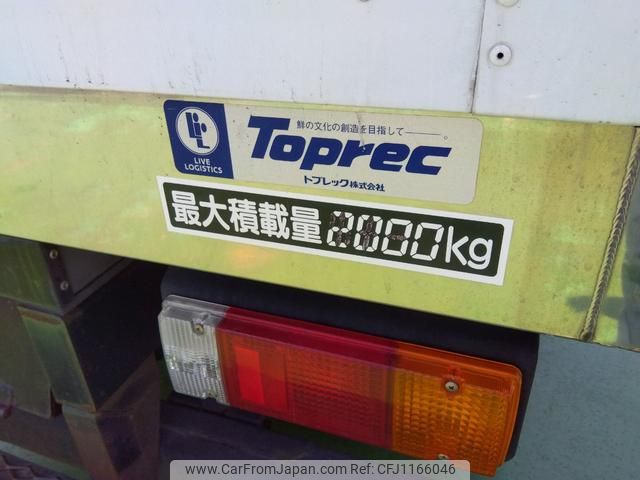 鮮の文化の創造を目指して———。
Toprec
LIVE
LOGISTICS
トプレック株式会社
最大積載量2800kg
www.CarFromJapan.com | ref:CFJ1166046